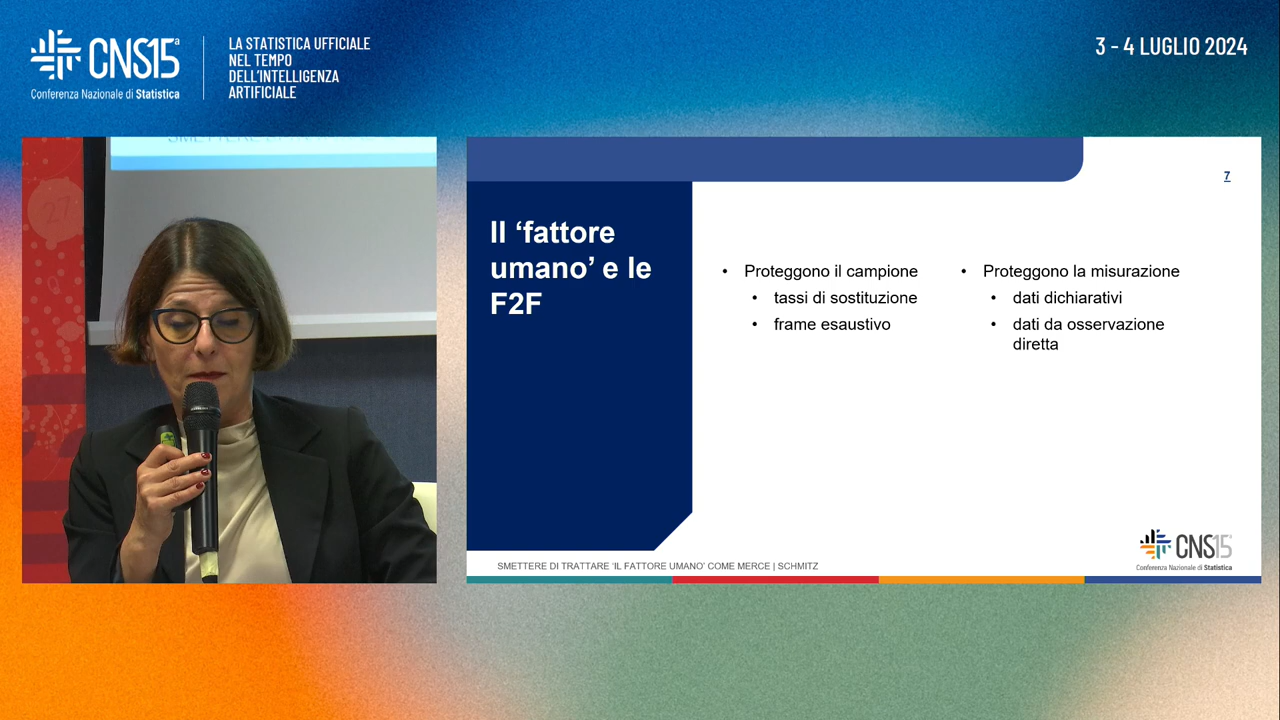 CNS15ª
Conferenza Nazionale di Statistica
LA STATISTICA UFFICIALE
NEL TEMPO
DELL'INTELLIGENZA
ARTIFICIALE
3 - 4 LUGLIO 2024
27
7
Il ‘fattore
umano’ e le
F2F
• Proteggono il campione
• tassi di sostituzione
• frame esaustivo
• Proteggono la misurazione
• dati dichiarativi
• dati da osservazione
diretta
CNS15ª
Conferenza Nazionale di Statistica
SMETTERE DI TRATTARE ‘IL FATTORE UMANO’ COME MERCE | SCHMITZ